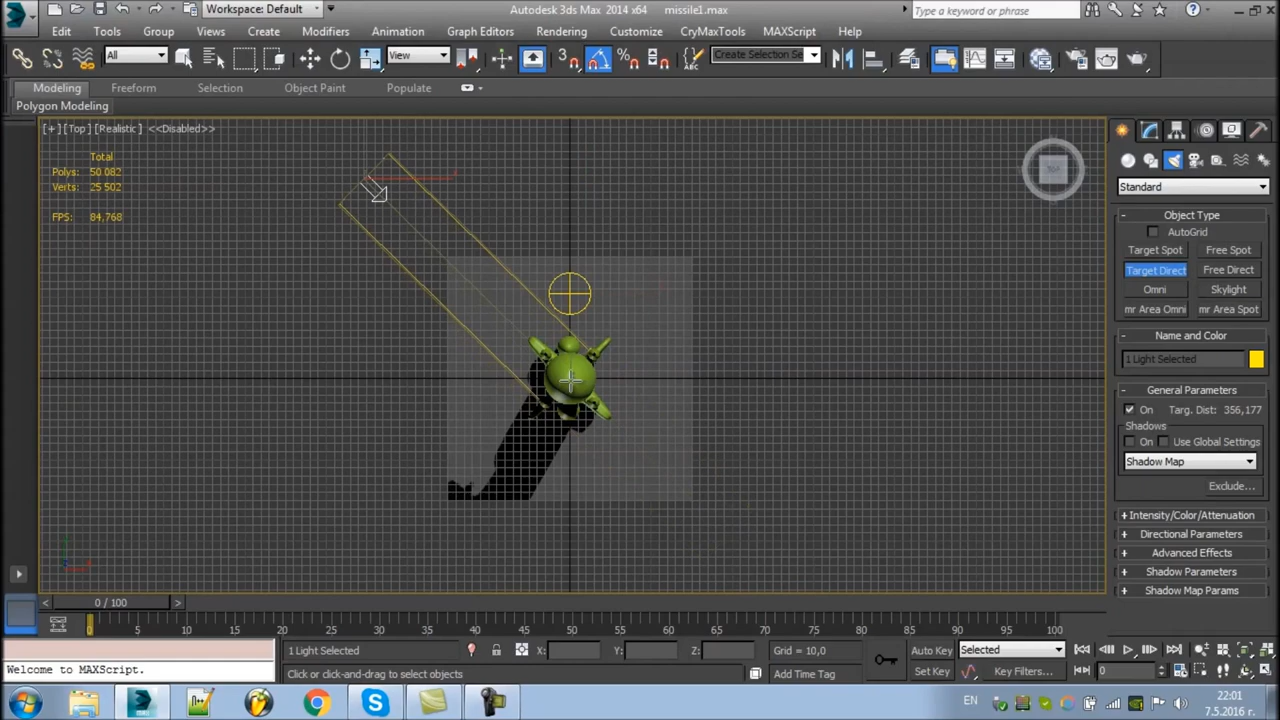 Workspace: Default
Autodesk 3ds Max 2014 x64 missile1.max
Type a keyword or phrase
Edit Tools Group Views Create Modifiers Animation Graph Editors Rendering Customize CryMaxTools MAXScript Help
All View Create Selection Se
Modeling Freeform Selection Object Paint Populate
Polygon Modeling
[+][Top][Realistic] <<Disabled>>
Total
Polys: 50 082
Verts: 25 502
FPS: 84,768
Standard
Object Type
AutoGrid
Target Spot Free Spot
Target Direct Free Direct
Omni Skylight
mr Area Omni mr Area Spot
Name and Color
1 Light Selected
General Parameters
On Targ. Dist: 356,177
Shadows
On Use Global Settings
Shadow Map
Exclude...
Intensity/Color/Attenuation
Directional Parameters
Advanced Effects
Shadow Parameters
Shadow Map Params
0 / 100
0 5 10 15 20 25 30 35 40 45 50 55 60 65 70 75 80 85 90 95 100
1 Light Selected X: Y: Z: Grid = 10,0 Auto Key Selected
Welcome to MAXScript. Click or click-and-drag to select objects Add Time Tag Set Key Key Filters... 0
EN 22:01
7.5.2016 г.